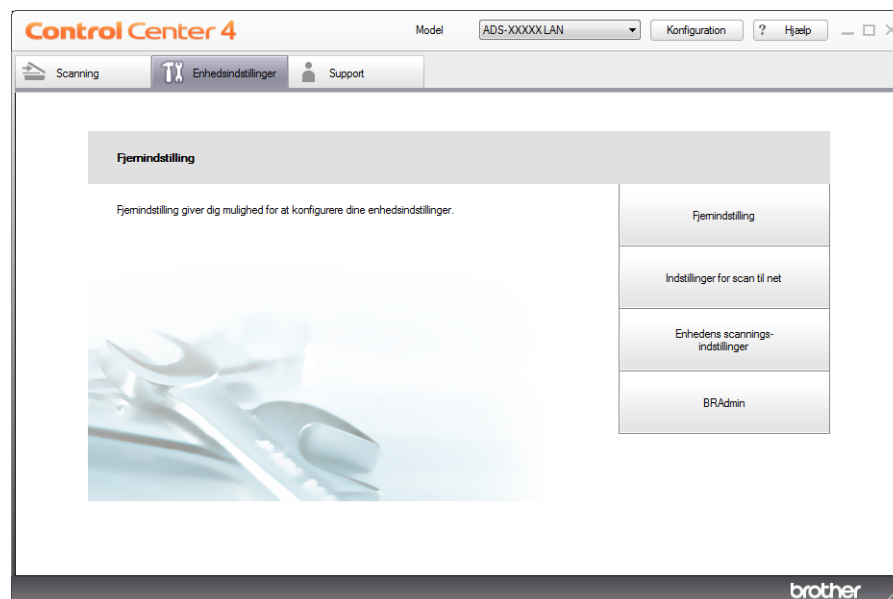 Control Center 4
Model
ADS-XXXXX LAN
Konfiguration
? Hjælp
Scanning
Enhedsindstillinger
Support
Fjernindstilling
Fjernindstilling giver dig mulighed for at konfigurere dine enhedsindstillinger.
Fjernindstilling
Indstillinger for scan til net
Enhedens scannings-
indstillinger
BRAdmin
brother